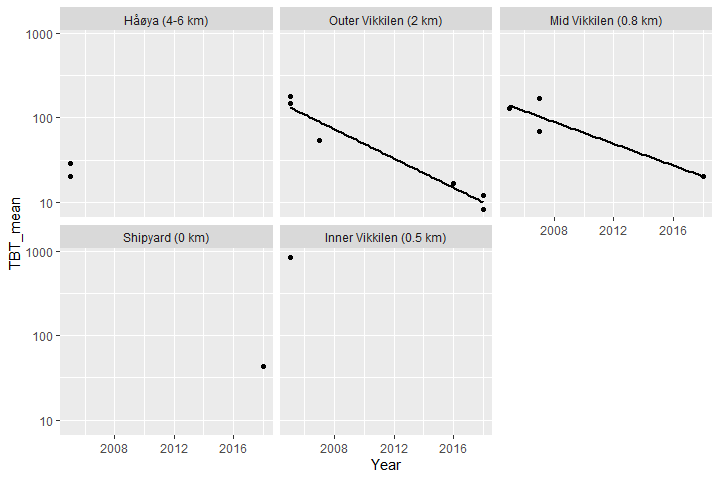 Håøya (4-6 km)
Outer Vikkilen (2 km)
Mid Vikkilen (0.8 km)
1000
100
10
2008
2012
2016
Shipyard (0 km)
Inner Vikkilen (0.5 km)
1000
100
10
2008
2012
2016
2008
2012
2016
TBT_mean
Year